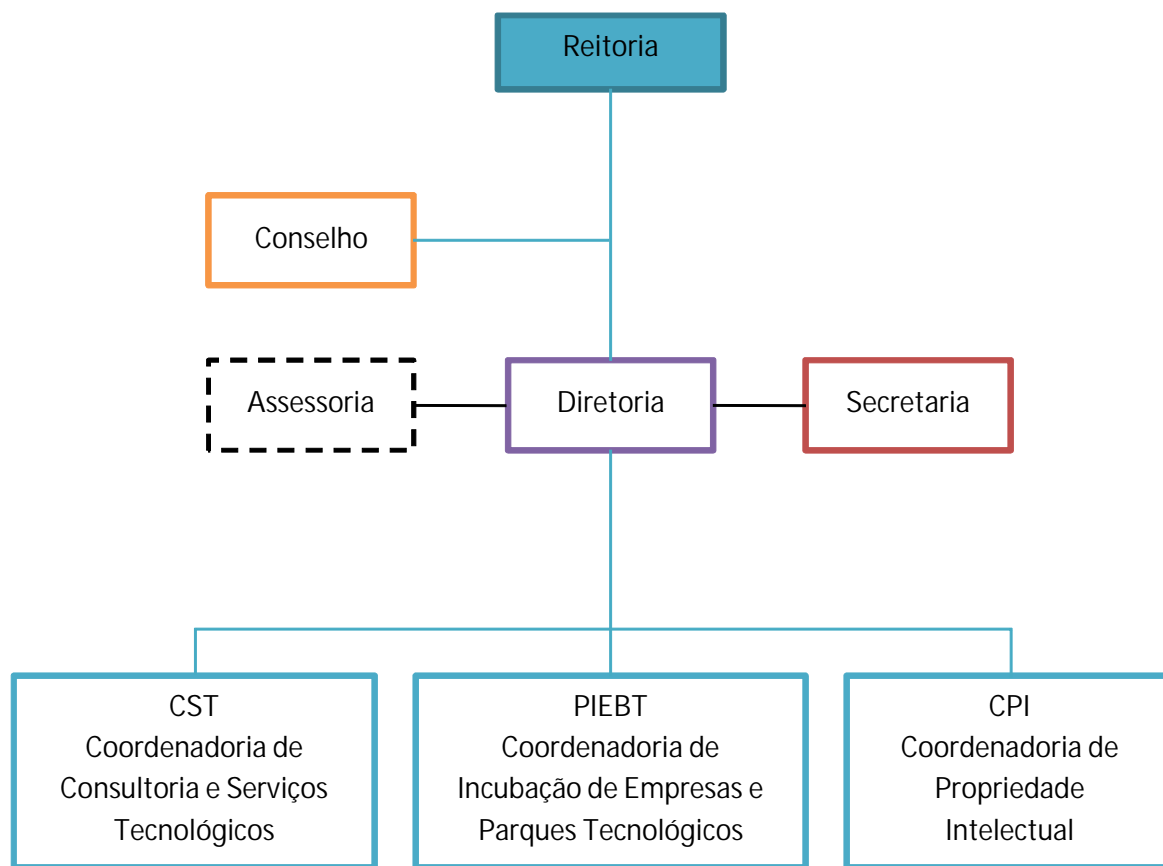 Reitoria
Conselho
Assessoria
Diretoria
Secretaria
CST
Coordenadoria de
Consultoria e Serviços
Tecnológicos
PIEBT
Coordenadoria de
Incubação de Empresas e
Parques Tecnológicos
CPI
Coordenadoria de
Propriedade
Intelectual